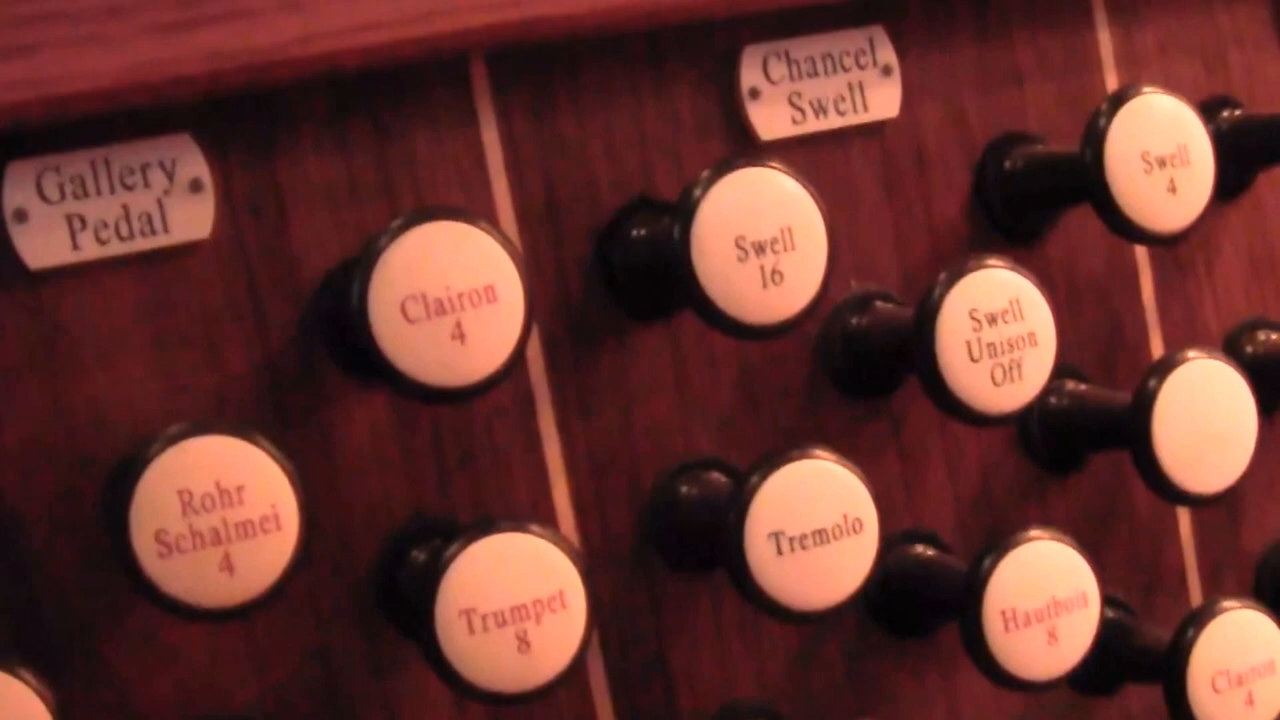 Gallery
Pedal
Clairon
4
Rohr
Schalmei
4
Trumpet
8
Chancel
Swell
Swell
16
Swell
Unison
Off
Swell
4
Tremolo
Hautbois
8
Clairon
4